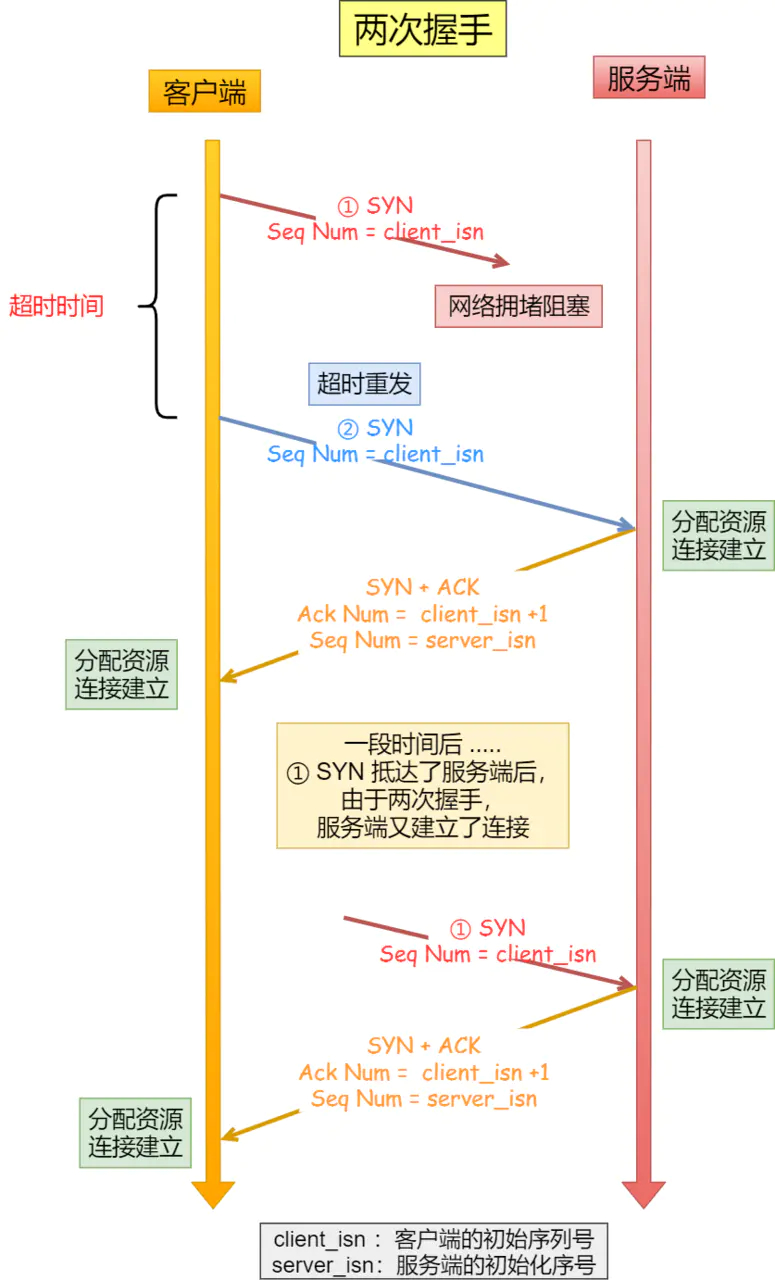 两次握手
客户端
服务端
① SYN
Seq Num = client_isn
超时时间
网络拥堵阻塞
超时重发
② SYN
Seq Num = client_isn
分配资源
连接建立
SYN + ACK
Ack Num = client_isn +1
Seq Num = server_isn
分配资源
连接建立
一段时间后 .....
① SYN 抵达了服务端后，
由于两次握手，
服务端又建立了连接
① SYN
Seq Num = client_isn
分配资源
连接建立
SYN + ACK
Ack Num = client_isn +1
Seq Num = server_isn
分配资源
连接建立
client_isn ：客户端的初始序列号
server_isn：服务端的初始化序号